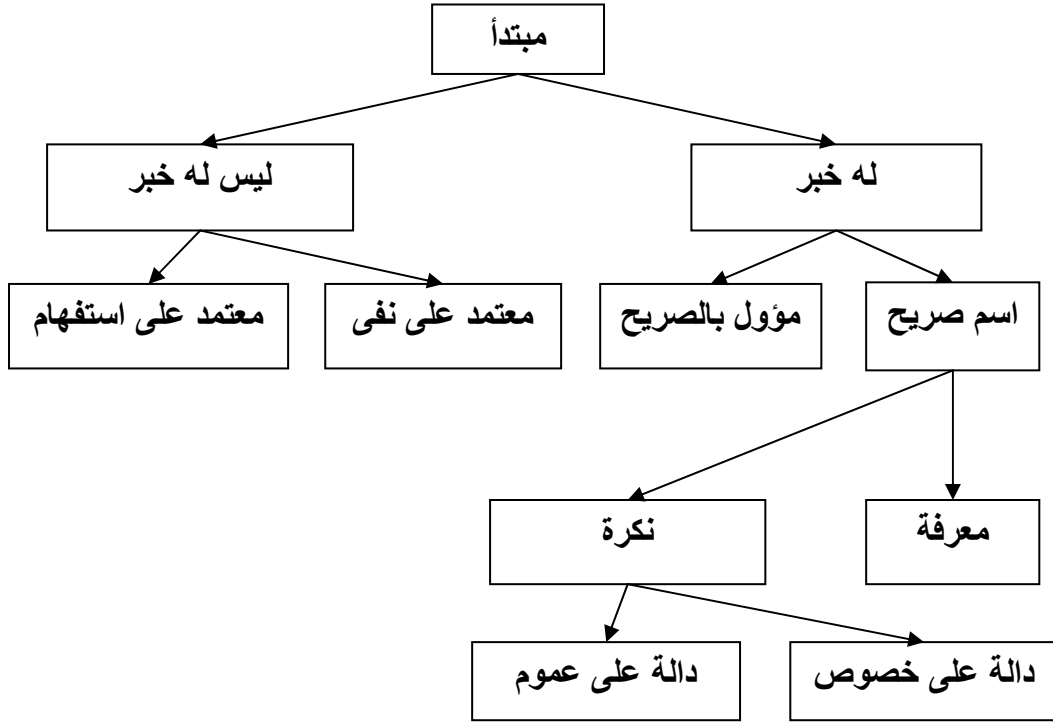 مبتدأ
له خبر
ليس له خبر
اسم صريح
مؤول بالصريح
معتمد على نفى
معتمد على استفهام
معرفة
نكرة
دالة على خصوص
دالة على عموم